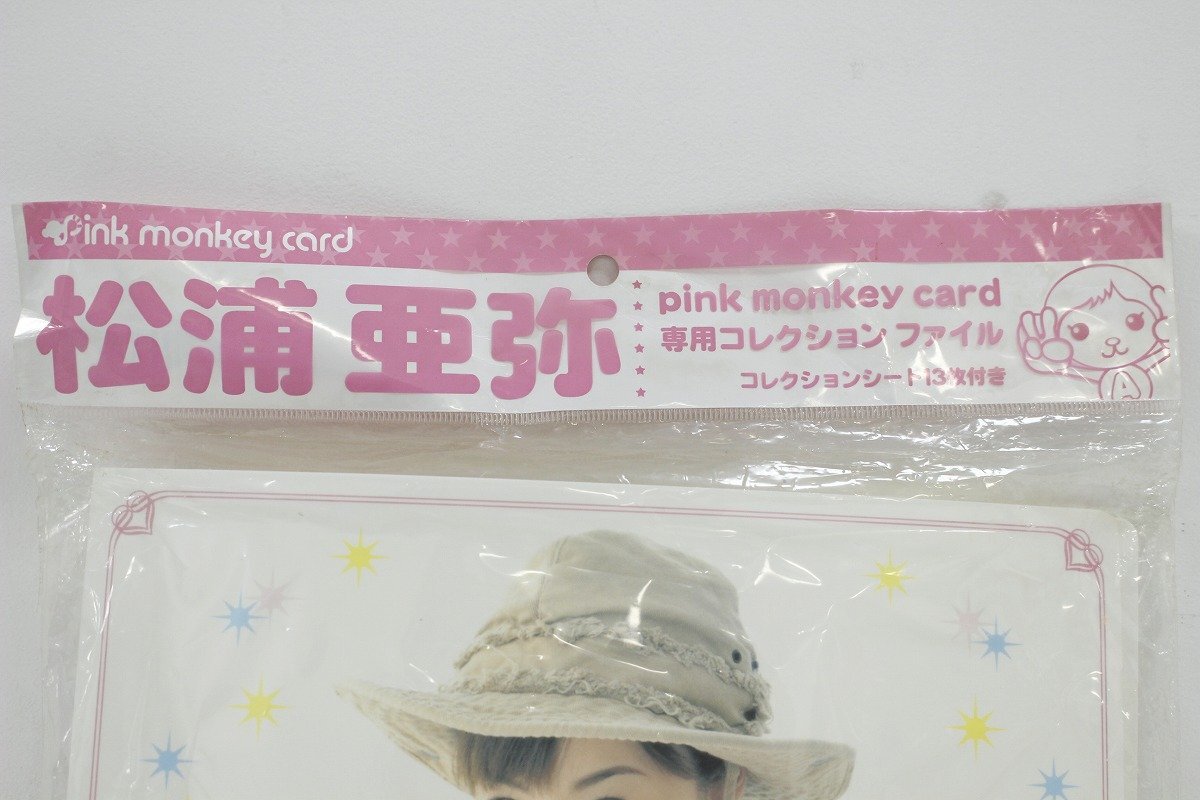 pink monkey card
松浦 亜弥
pink monkey card
専用コレクション ファイル
コレクションシート13枚付き
A